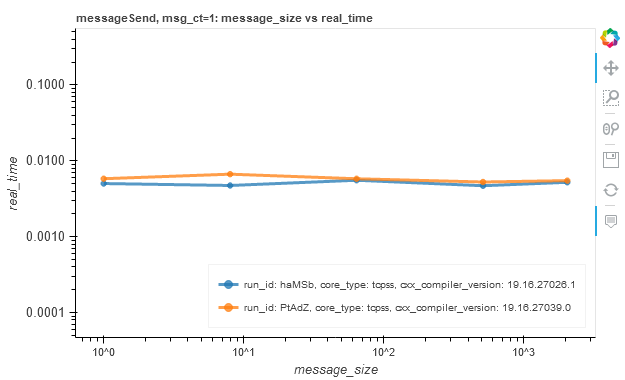 messageSend, msg_ct=1: message_size vs real_time
0.1000
0.0100
0.0010
0.0001
real_time
run_id: haMSb, core_type: tcpss, cxx_compiler_version: 19.16.27026.1
run_id: PtAdZ, core_type: tcpss, cxx_compiler_version: 19.16.27039.0
10^0 10^1 10^2 10^3
message_size